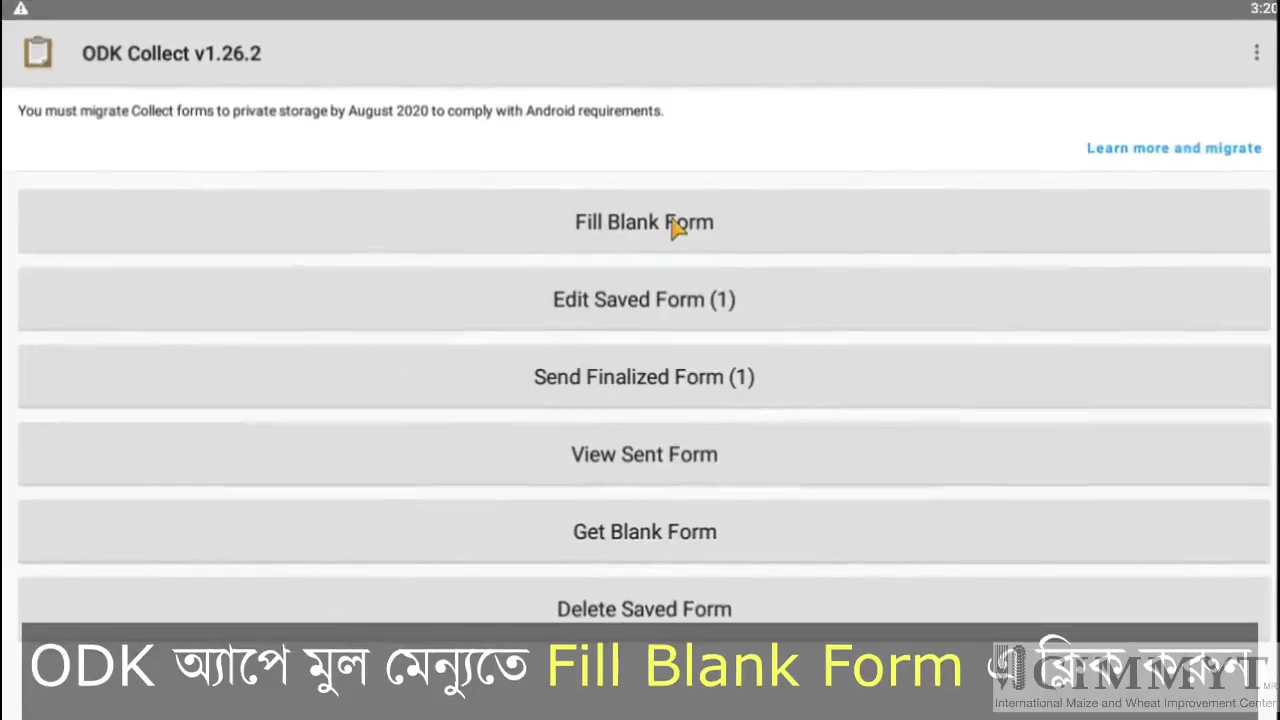 3:20
ODK Collect v1.26.2
You must migrate Collect forms to private storage by August 2020 to comply with Android requirements.
Learn more and migrate
Fill Blank Form
Edit Saved Form (1)
Send Finalized Form (1)
View Sent Form
Get Blank Form
Delete Saved Form
ODK অ্যাপে মুল মেন্যুতে Fill Blank Form এ ক্লিক করুন
CIMMYT MR
International Maize and Wheat Improvement Center